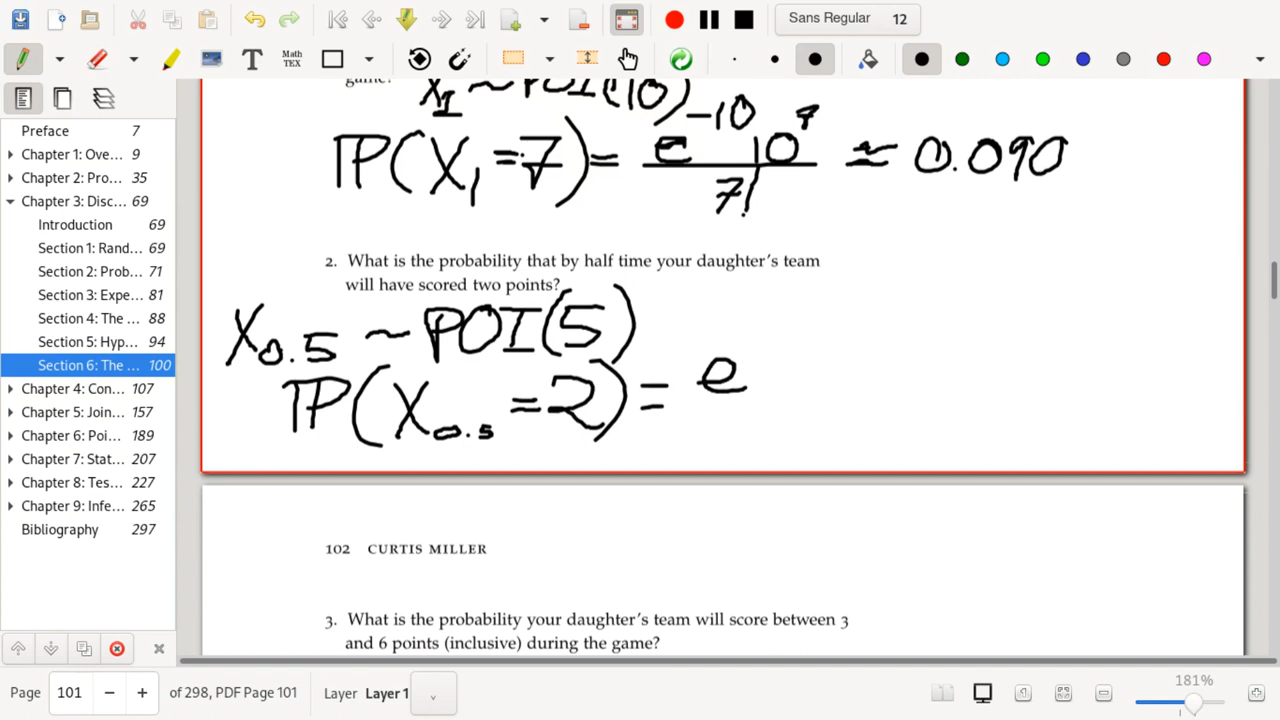 Sans Regular 12
Math
TEX
Preface 7
Chapter 1: Ove... 9
Chapter 2: Pro... 35
Chapter 3: Disc... 69
Introduction 69
Section 1: Rand... 69
Section 2: Prob... 71
Section 3: Expe... 81
Section 4: The ... 88
Section 5: Hyp... 94
Section 6: The ... 100
Chapter 4: Con... 107
Chapter 5: Join... 157
Chapter 6: Poi... 189
Chapter 7: Stat... 207
Chapter 8: Tes... 227
Chapter 9: Infe... 265
Bibliography 297
game?
X₁ ~ POI(10)
P(X₁ = 7) = e⁻¹⁰ 10⁷ / 7! ≈ 0.090
2. What is the probability that by half time your daughter's team
will have scored two points?
X0.5 ~ POI(5)
P(X0.5 = 2) = e
102 CURTIS MILLER
3. What is the probability your daughter's team will score between 3
and 6 points (inclusive) during the game?
Page 101 of 298, PDF Page 101 Layer Layer 1 181%